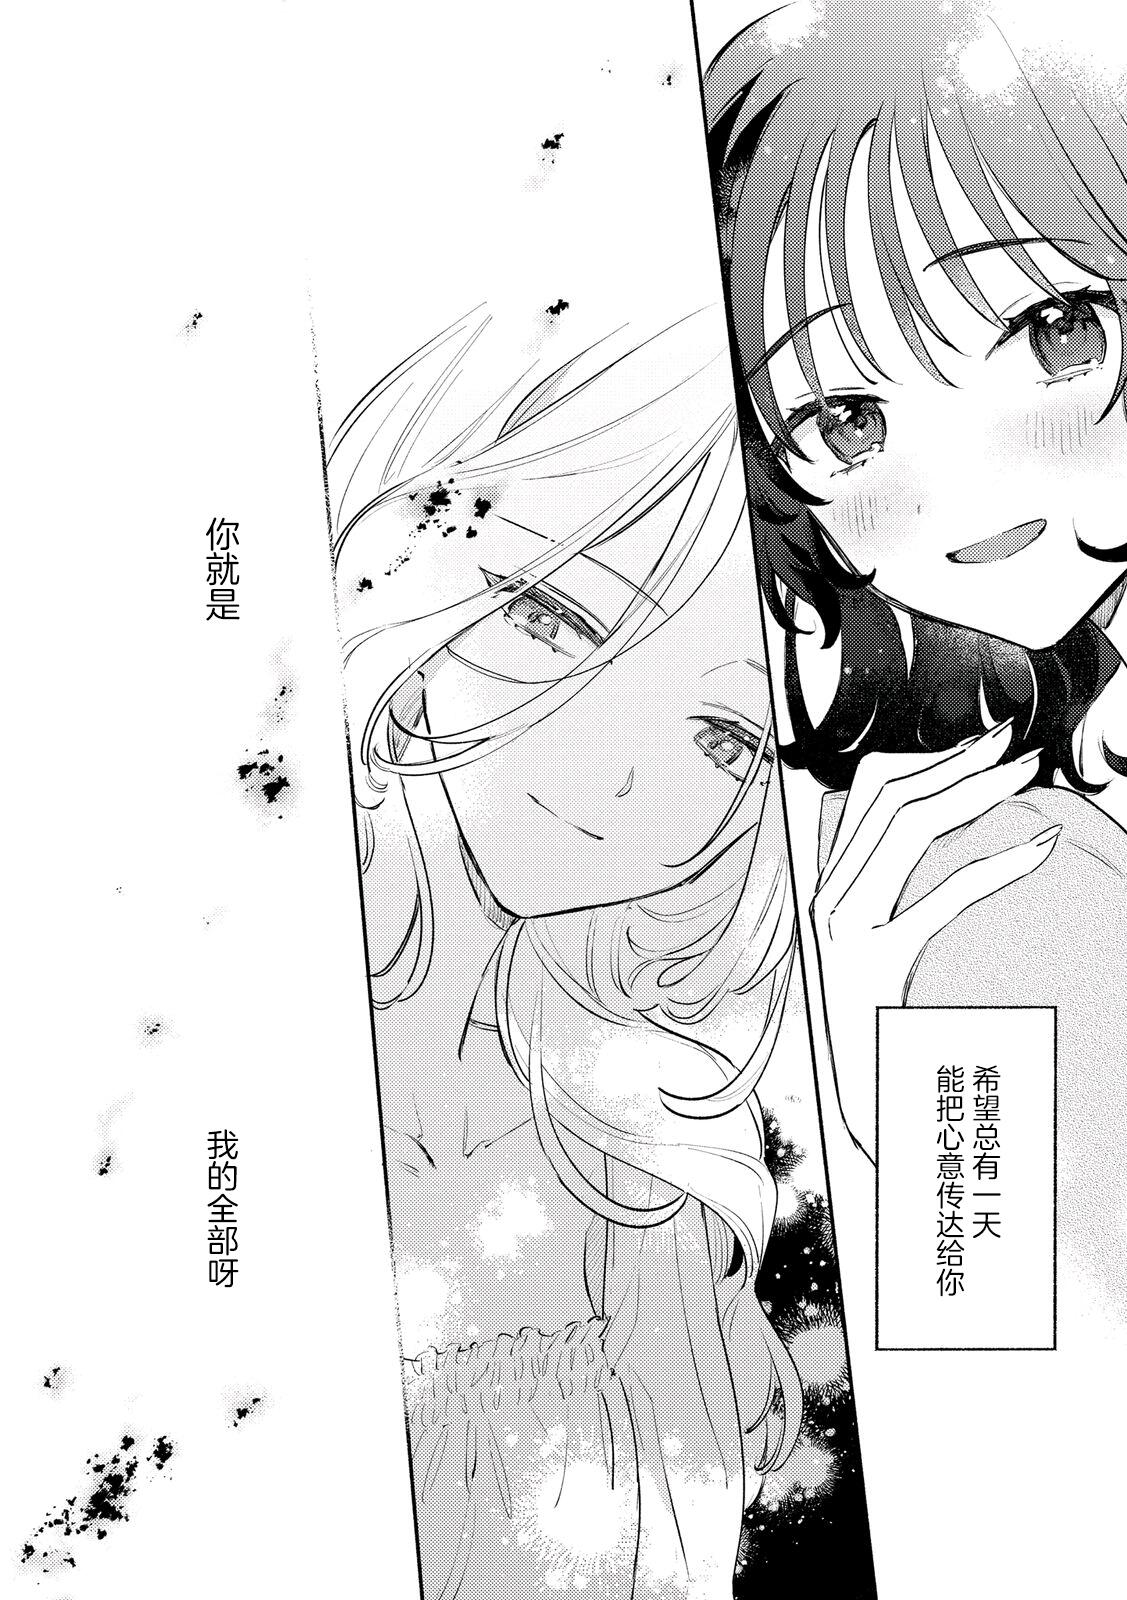 希望总有一天
能把心意传达给你
你就是
我的全部呀